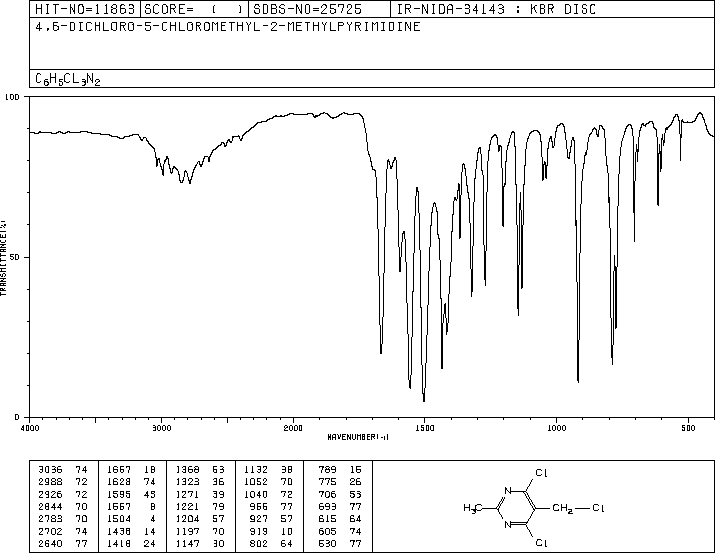 HIT-NO=11863 SCORE= ( ) SDBS-NO=25725 IR-NIDA-34143 : KBR DISC
4,6-DICHLORO-5-CHLOROMETHYL-2-METHYLPYRIMIDINE
C6H5CL3N2
100
50
0
TRANSMITTANCE(%)
4000 3000 2000 1500 1000 500
WAVENUMBER(-1)
3036 74 1667 18 1368 53 1132 38 789 15
2988 72 1628 74 1323 36 1052 70 775 26
2926 72 1595 43 1271 39 1040 72 706 53
2844 70 1557 8 1221 79 956 77 693 77
2783 70 1504 4 1204 57 927 57 615 64
2702 74 1438 14 1197 70 919 10 605 74
2640 77 1418 24 1147 30 802 64 530 77
Cl
N
H3C CH2 Cl
N
Cl